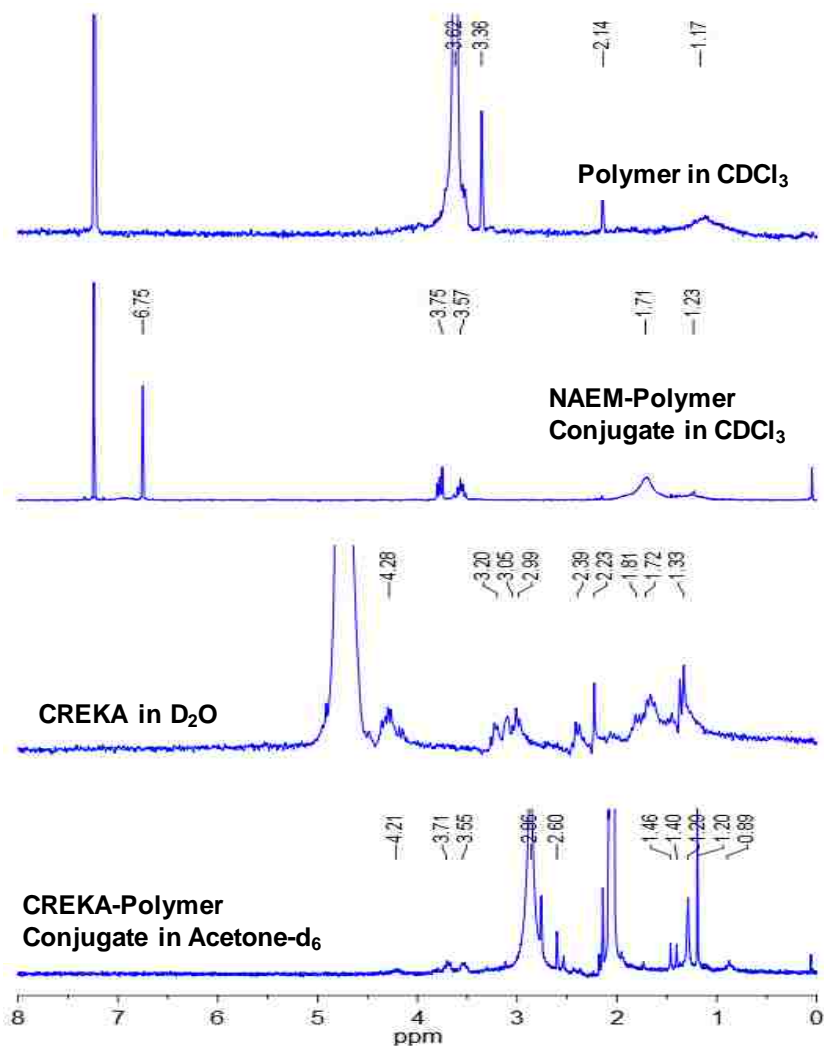 3.62 3.36 2.14 1.17
Polymer in CDCl₃
6.75 3.75 3.57 1.71 1.23
NAEM-Polymer
Conjugate in CDCl₃
4.28 3.20 3.05 2.99 2.39 2.23 1.81 1.72 1.33
CREKA in D₂O
4.21 3.71 3.55 2.86 2.60 1.46 1.40 1.29 1.20 0.89
CREKA-Polymer
Conjugate in Acetone-d₆
8 7 6 5 4 3 2 1 0
ppm